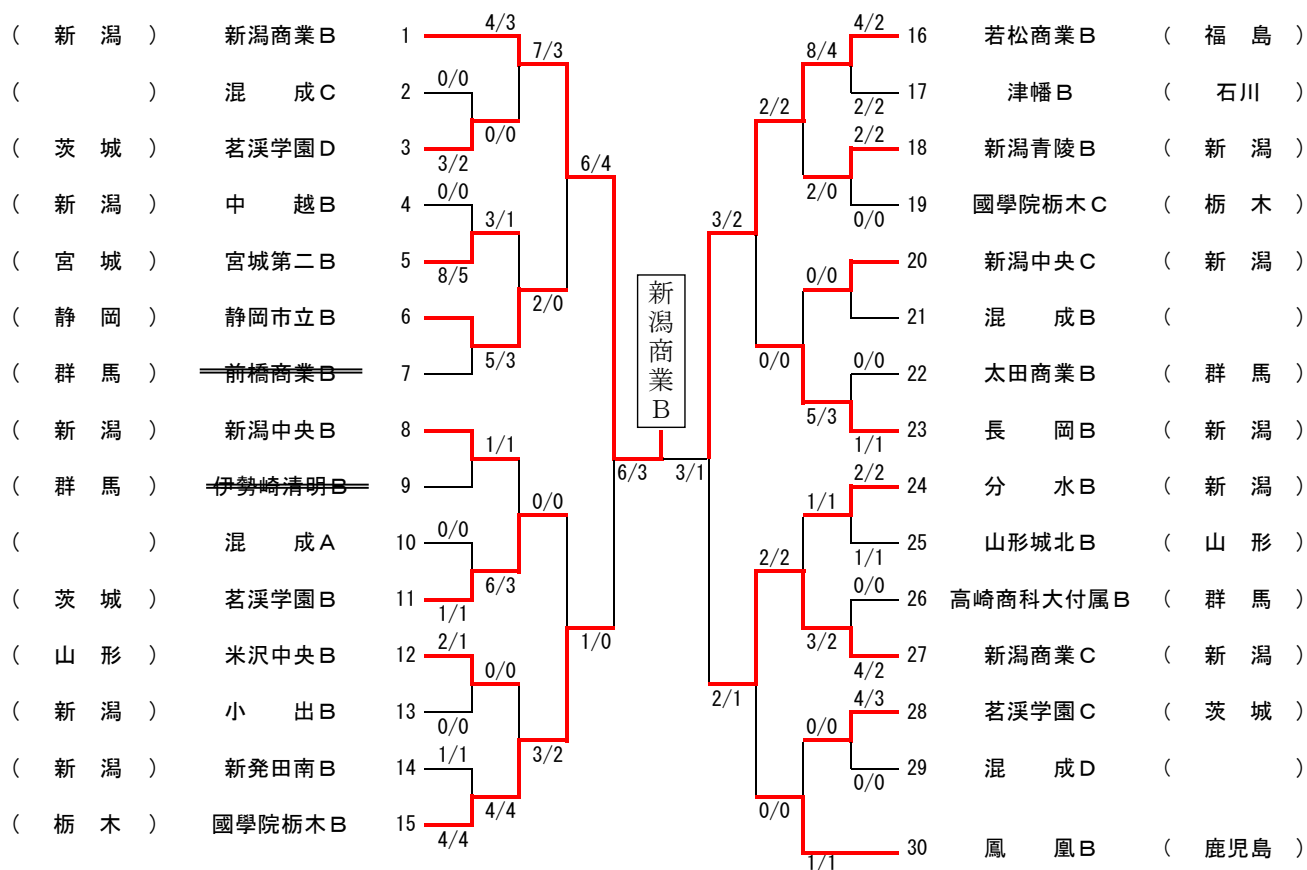 4/3
4/2
( 新 潟 ) 新潟商業B 1
16 若松商業B ( 福 島 )
7/3
8/4
0/0
( ) 混 成C 2
17 津幡B ( 石川 )
2/2
2/2
0/0
2/2
( 茨 城 ) 茗溪学園D 3
18 新潟青陵B ( 新 潟 )
3/2
6/4
0/0
2/0
( 新 潟 ) 中 越B 4
19 國學院栃木C ( 栃 木 )
0/0
3/1
3/2
( 宮 城 ) 宮城第二B 5
20 新潟中央C ( 新 潟 )
8/5
0/0
2/0
( 静 岡 ) 静岡市立B 6
21 混 成B ( )
5/3
0/0
0/0
( 群 馬 ) 前橋商業B 7
22 太田商業B ( 群 馬 )
5/3
( 新 潟 ) 新潟中央B 8
23 長 岡B ( 新 潟 )
1/1
1/1
新潟商業B
6/3
3/1
2/2
( 群 馬 ) 伊勢崎清明B 9
24 分 水B ( 新 潟 )
0/0
1/1
0/0
( ) 混 成A 10
25 山形城北B ( 山 形 )
1/1
2/2
6/3
0/0
( 茨 城 ) 茗溪学園B 11
26 高崎商科大付属B ( 群 馬 )
1/1
2/1
1/0
3/2
( 山 形 ) 米沢中央B 12
27 新潟商業C ( 新 潟 )
0/0
4/2
2/1
4/3
( 新 潟 ) 小 出B 13
28 茗溪学園C ( 茨 城 )
0/0
0/0
1/1
3/2
( 新 潟 ) 新発田南B 14
29 混 成D ( )
0/0
4/4
0/0
( 栃 木 ) 國學院栃木B 15
4/4
30 鳳 凰B ( 鹿児島 )
1/1